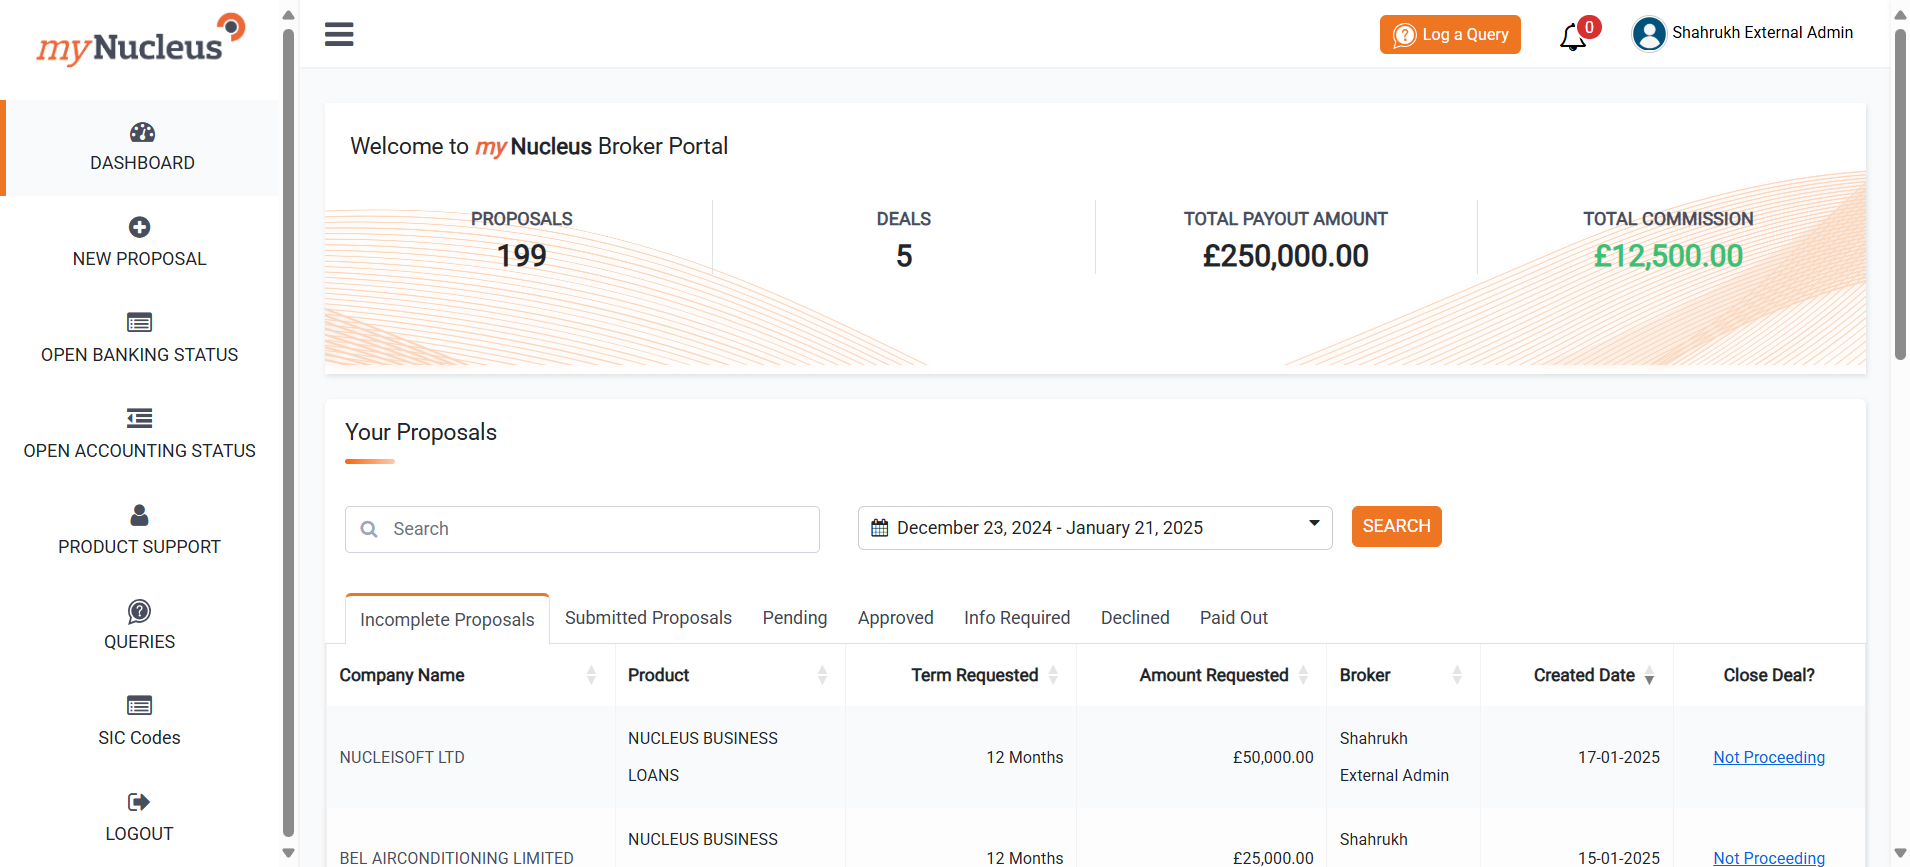 myNucleus
Log a Query
0
Shahrukh External Admin
DASHBOARD
NEW PROPOSAL
OPEN BANKING STATUS
OPEN ACCOUNTING STATUS
PRODUCT SUPPORT
QUERIES
SIC Codes
LOGOUT
Welcome to my Nucleus Broker Portal
PROPOSALS
199
DEALS
5
TOTAL PAYOUT AMOUNT
£250,000.00
TOTAL COMMISSION
£12,500.00
Your Proposals
Search
December 23, 2024 - January 21, 2025
SEARCH
Incomplete Proposals Submitted Proposals Pending Approved Info Required Declined Paid Out
Company Name Product Term Requested Amount Requested Broker Created Date Close Deal?
NUCLEISOFT LTD
NUCLEUS BUSINESS
LOANS
12 Months
£50,000.00
Shahrukh
External Admin
17-01-2025
Not Proceeding
BEL AIRCONDITIONING LIMITED
NUCLEUS BUSINESS
12 Months
£25,000.00
Shahrukh
15-01-2025
Not Proceeding